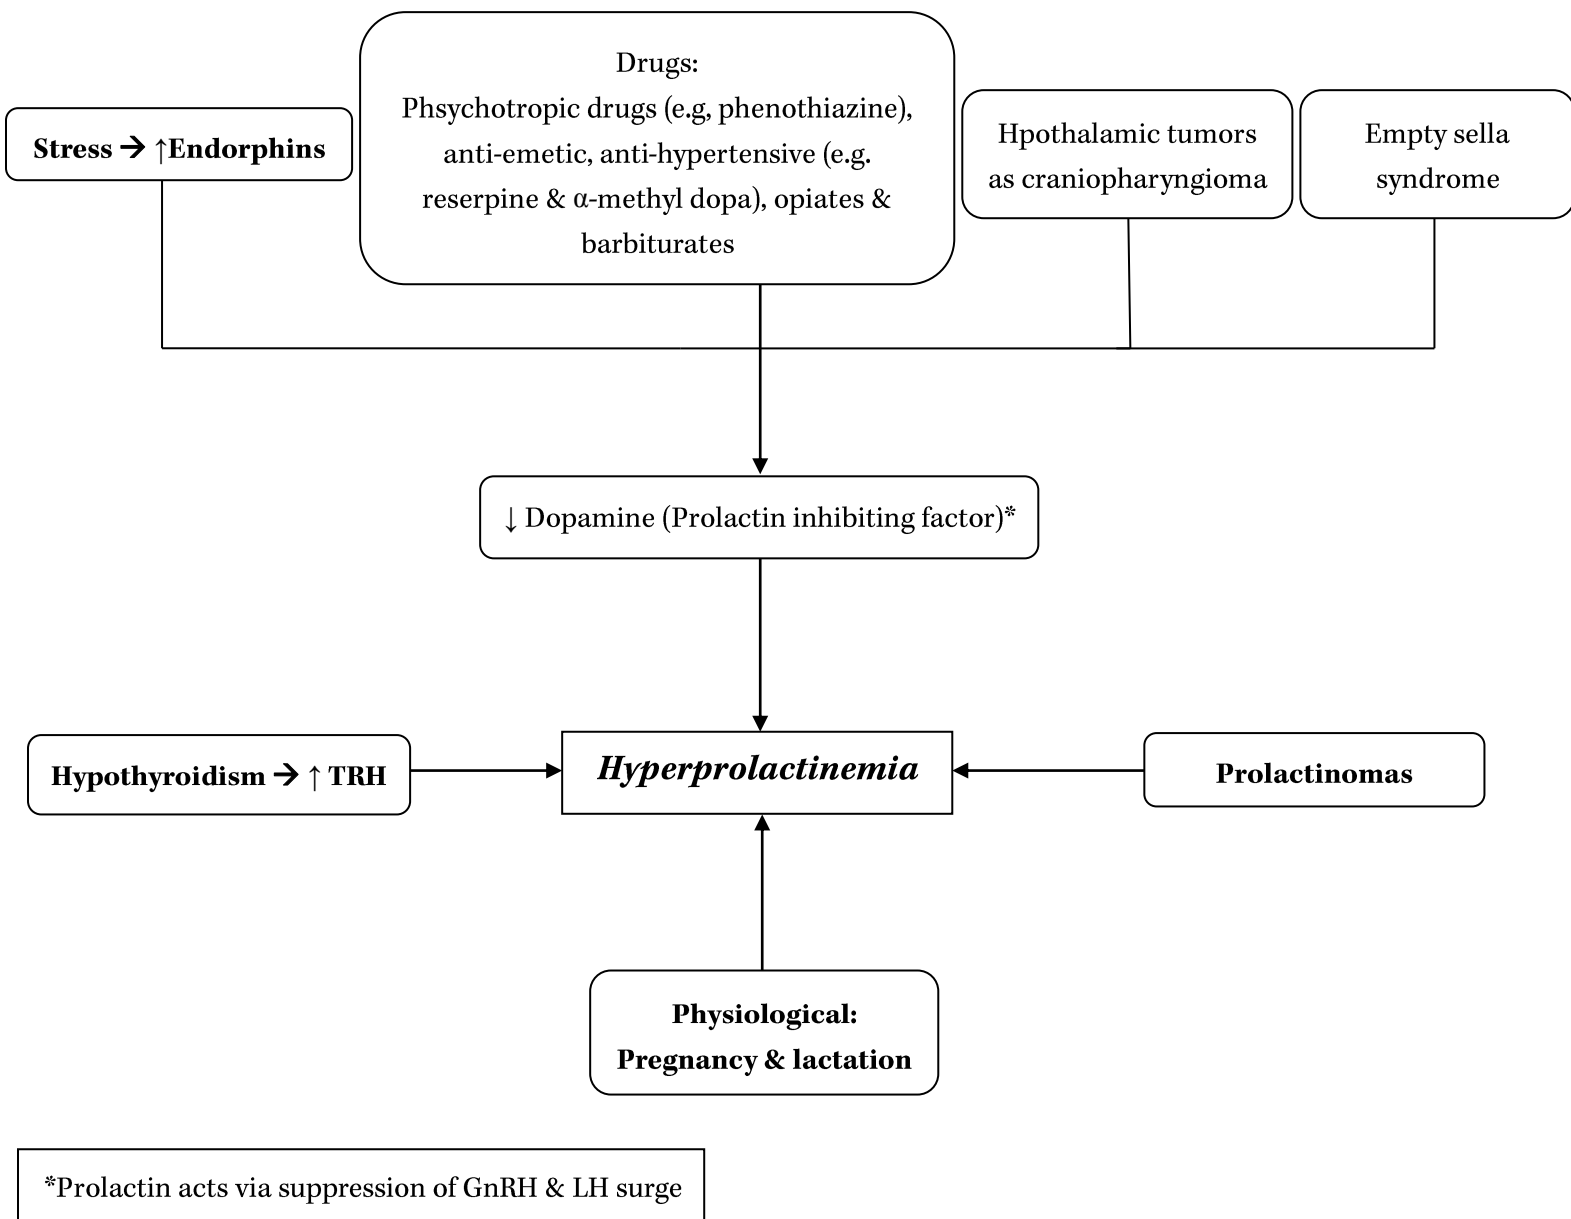 Drugs:
Phsychotropic drugs (e.g, phenothiazine),
anti-emetic, anti-hypertensive (e.g.
reserpine & α-methyl dopa), opiates &
barbiturates
Stress → ↑Endorphins
Hpothalamic tumors
as craniopharyngioma
Empty sella
syndrome
↓ Dopamine (Prolactin inhibiting factor)*
Hypothyroidism → ↑ TRH
Hyperprolactinemia
Prolactinomas
Physiological:
Pregnancy & lactation
*Prolactin acts via suppression of GnRH & LH surge